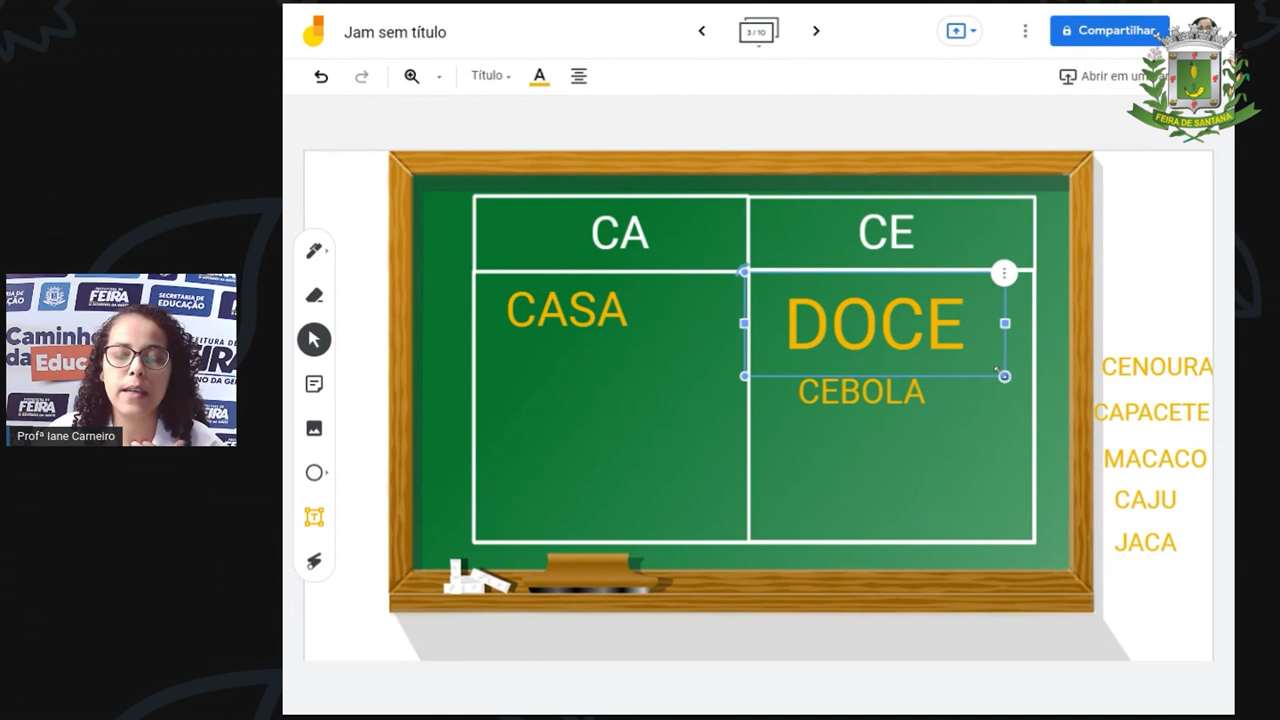 Jam sem título
3 / 10
Compartilhar
Título
A
Abrir em um
FEIRA DE SANTANA
CA
CE
CASA
DOCE
CEBOLA
CENOURA
CAPACETE
MACACO
CAJU
JACA
FEIRA
SECRETARIA DE
EDUCAÇÃO
Caminho
da Educ
FEIRA
Profª Iane Carneiro